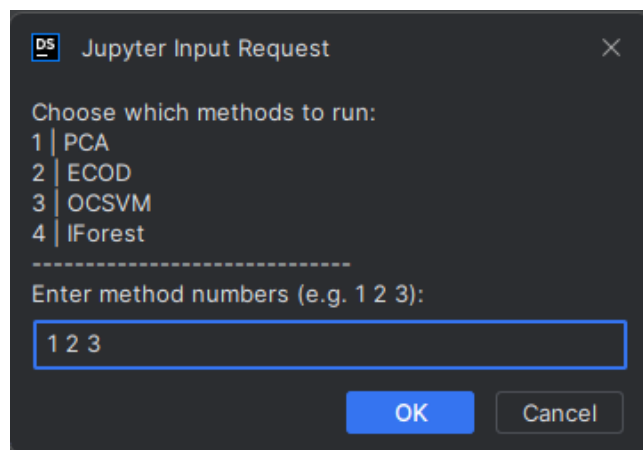 DS Jupyter Input Request
Choose which methods to run:
1 | PCA
2 | ECOD
3 | OCSVM
4 | IForest
------------------------------
Enter method numbers (e.g. 1 2 3):
1 2 3
OK Cancel